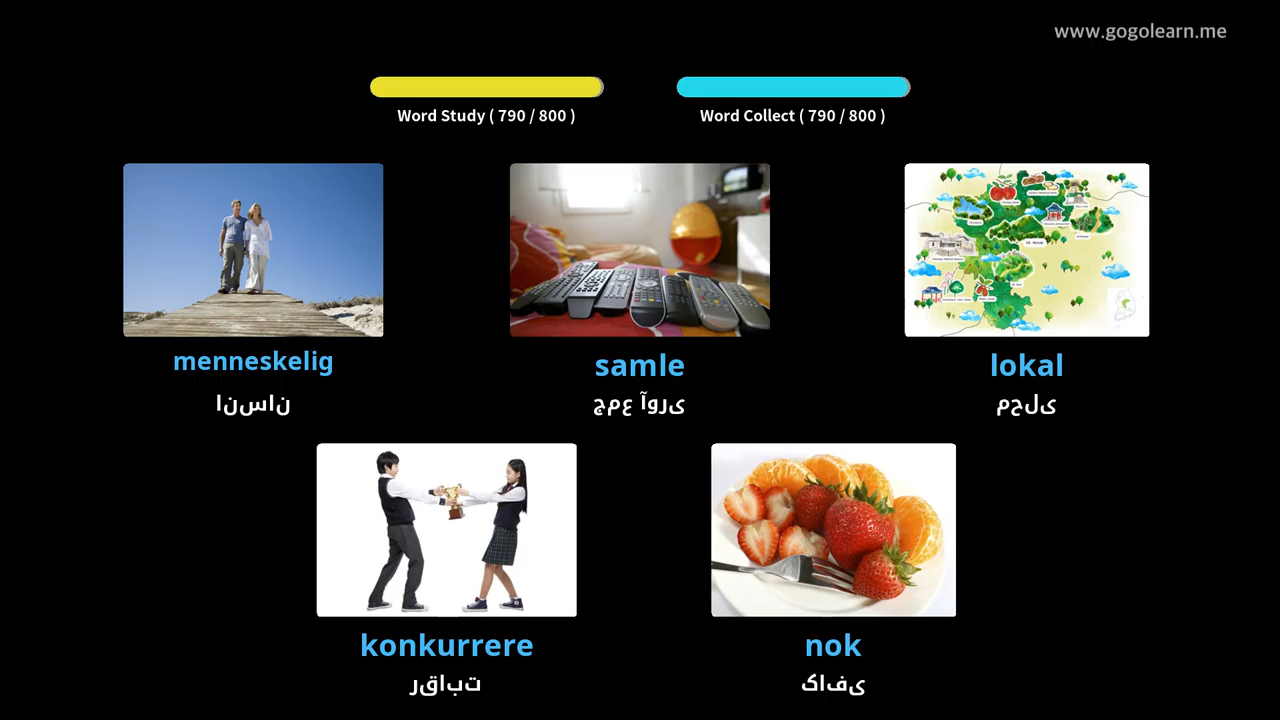 www.gogolearn.me
Word Study ( 790 / 800 )
Word Collect ( 790 / 800 )
menneskelig
samle
lokal
انسان
جمع آوری
محلی
konkurrere
nok
رقابت
کافی